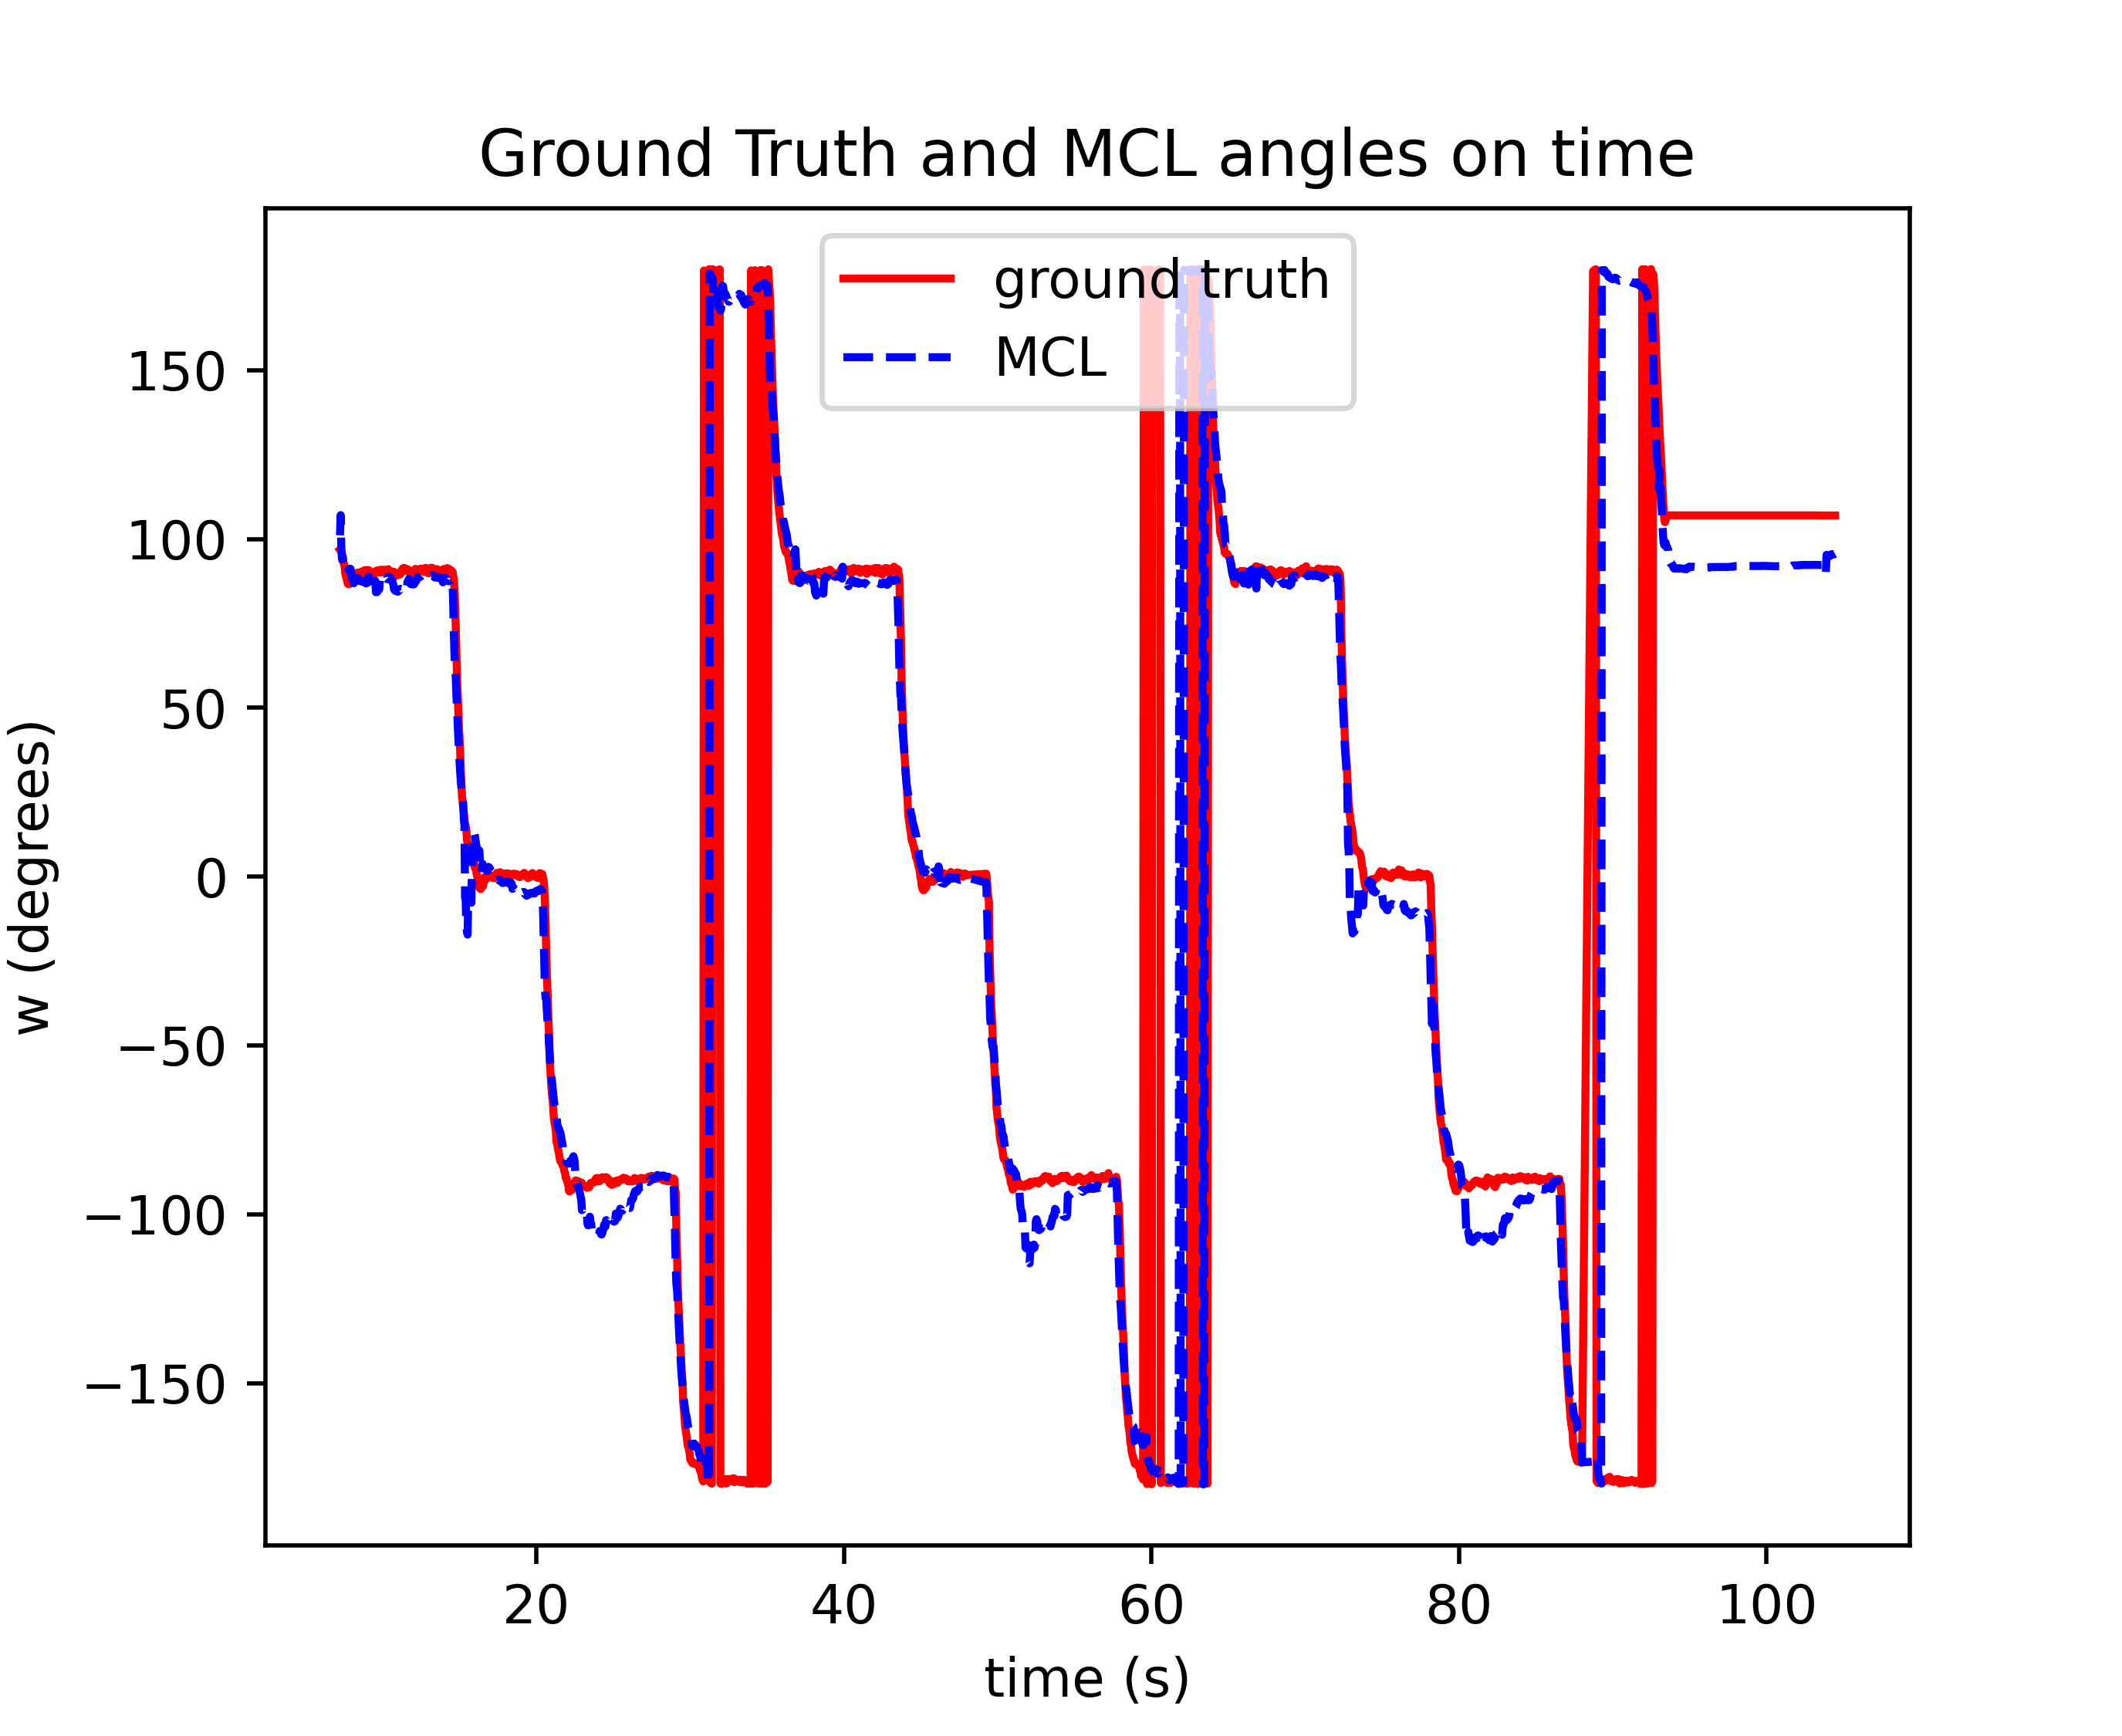 Ground Truth and MCL angles on time
ground truth
MCL
150
100
50
0
−50
−100
−150
w (degrees)
20 40 60 80 100
time (s)